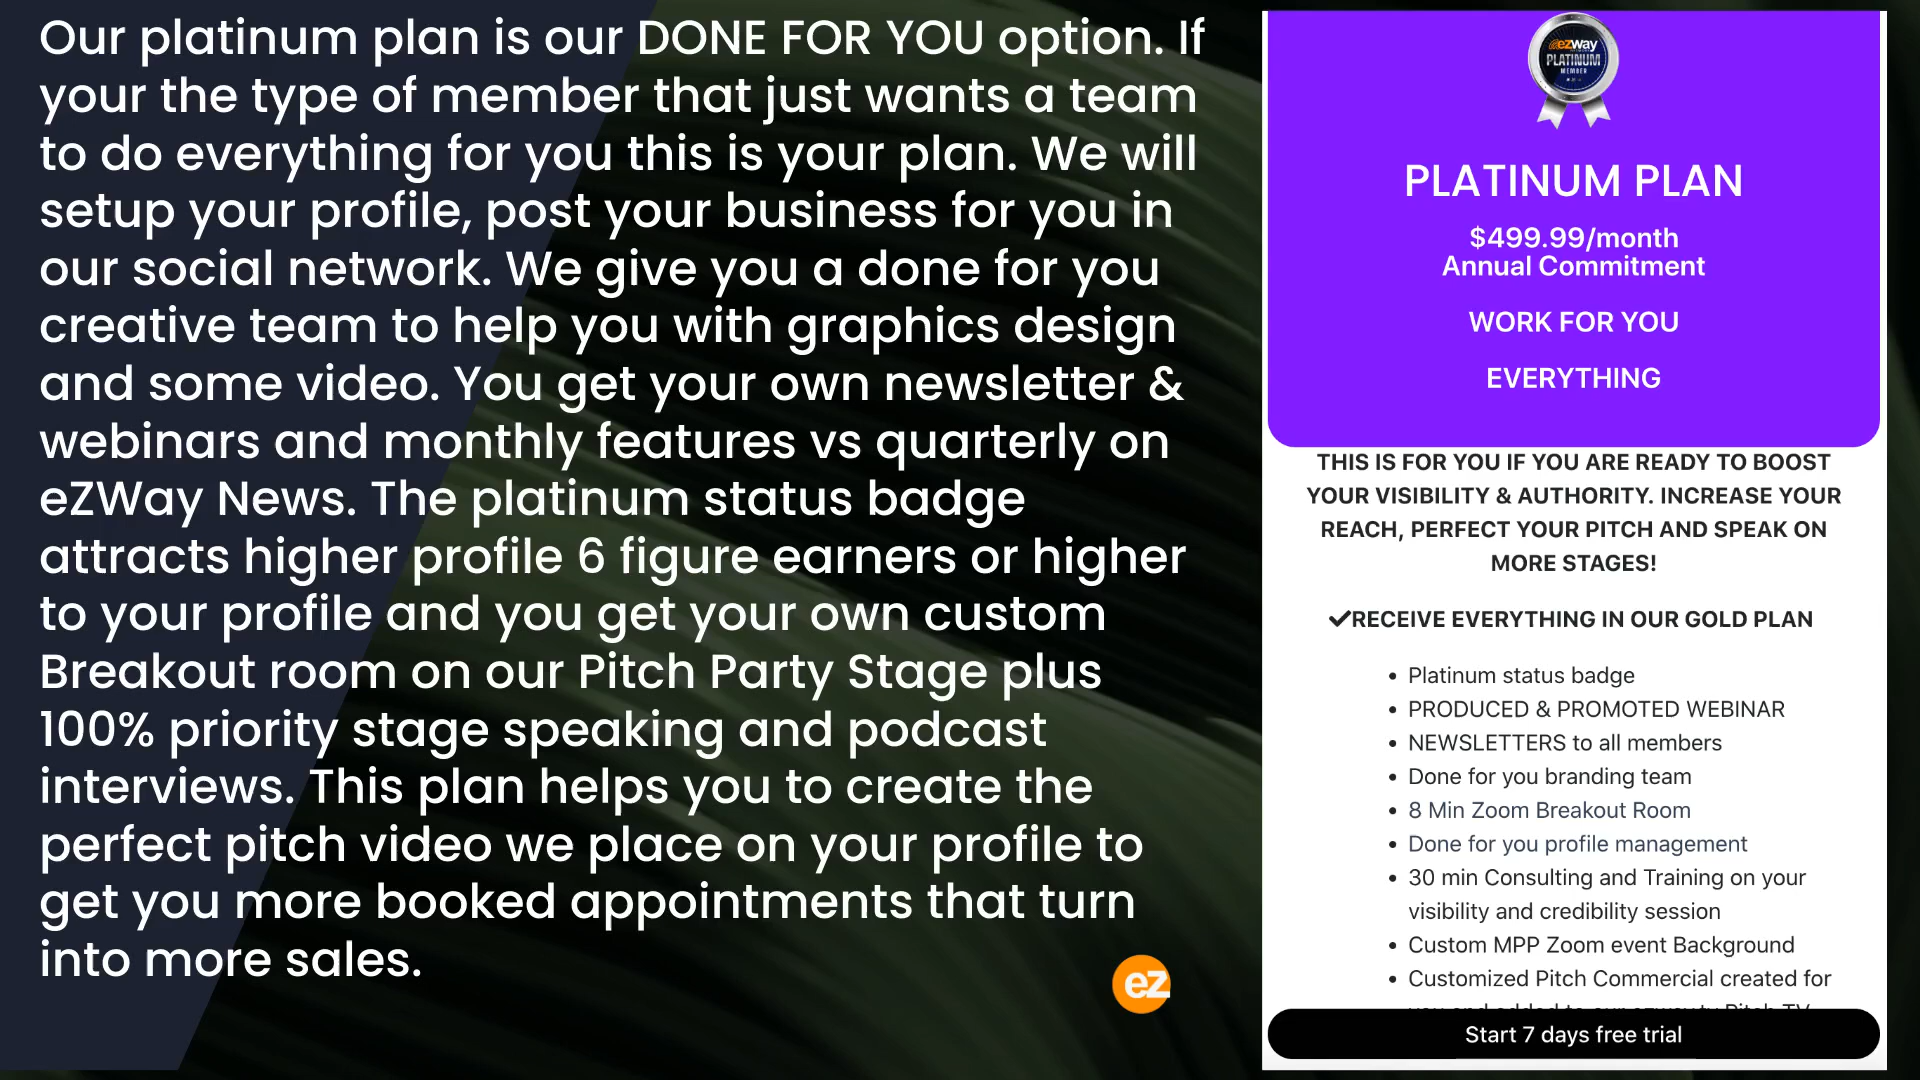 Our platinum plan is our DONE FOR YOU option. If
your the type of member that just wants a team
to do everything for you this is your plan. We will
setup your profile, post your business for you in
our social network. We give you a done for you
creative team to help you with graphics design
and some video. You get your own newsletter &
webinars and monthly features vs quarterly on
eZWay News. The platinum status badge
attracts higher profile 6 figure earners or higher
to your profile and you get your own custom
Breakout room on our Pitch Party Stage plus
100% priority stage speaking and podcast
interviews. This plan helps you to create the
perfect pitch video we place on your profile to
get you more booked appointments that turn
into more sales.
eZ
eZWay
PLATINUM
MEMBER
PLATINUM PLAN
$499.99/month
Annual Commitment
WORK FOR YOU
EVERYTHING
THIS IS FOR YOU IF YOU ARE READY TO BOOST
YOUR VISIBILITY & AUTHORITY. INCREASE YOUR
REACH, PERFECT YOUR PITCH AND SPEAK ON
MORE STAGES!
✔RECEIVE EVERYTHING IN OUR GOLD PLAN
• Platinum status badge
• PRODUCED & PROMOTED WEBINAR
• NEWSLETTERS to all members
• Done for you branding team
• 8 Min Zoom Breakout Room
• Done for you profile management
• 30 min Consulting and Training on your
visibility and credibility session
• Custom MPP Zoom event Background
• Customized Pitch Commercial created for
you and added to our ezway.tv Pitch TV
Start 7 days free trial